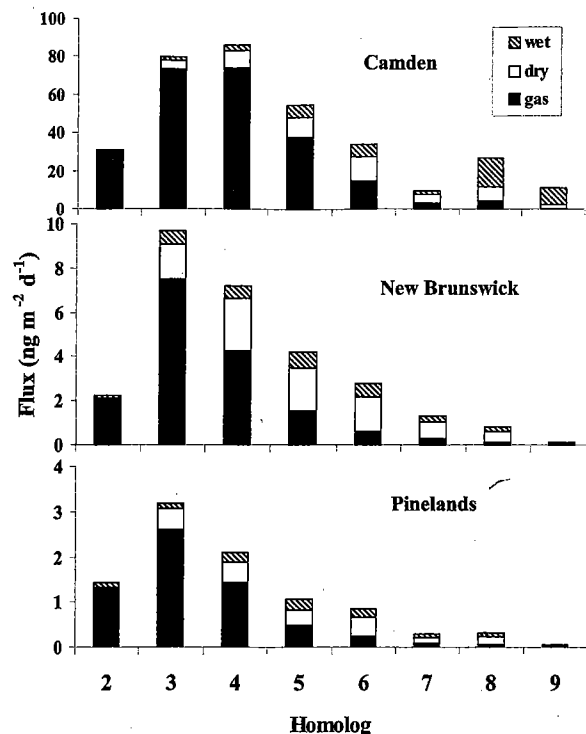 100
80
60
40
20
0
Camden
wet
dry
gas
10
8
6
4
2
0
New Brunswick
Flux (ng m⁻² d⁻¹)
4
3
2
1
0
Pinelands
2 3 4 5 6 7 8 9
Homolog